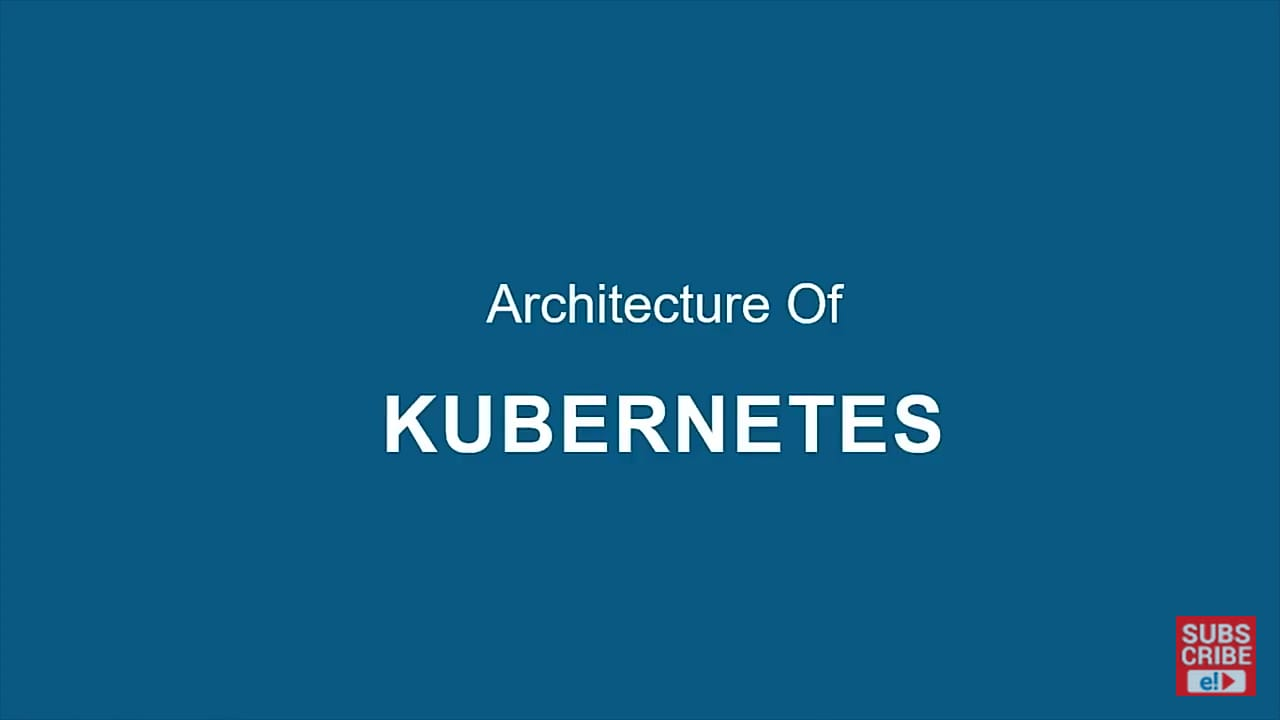 Architecture Of
KUBERNETES
SUBS
CRIBE
e!